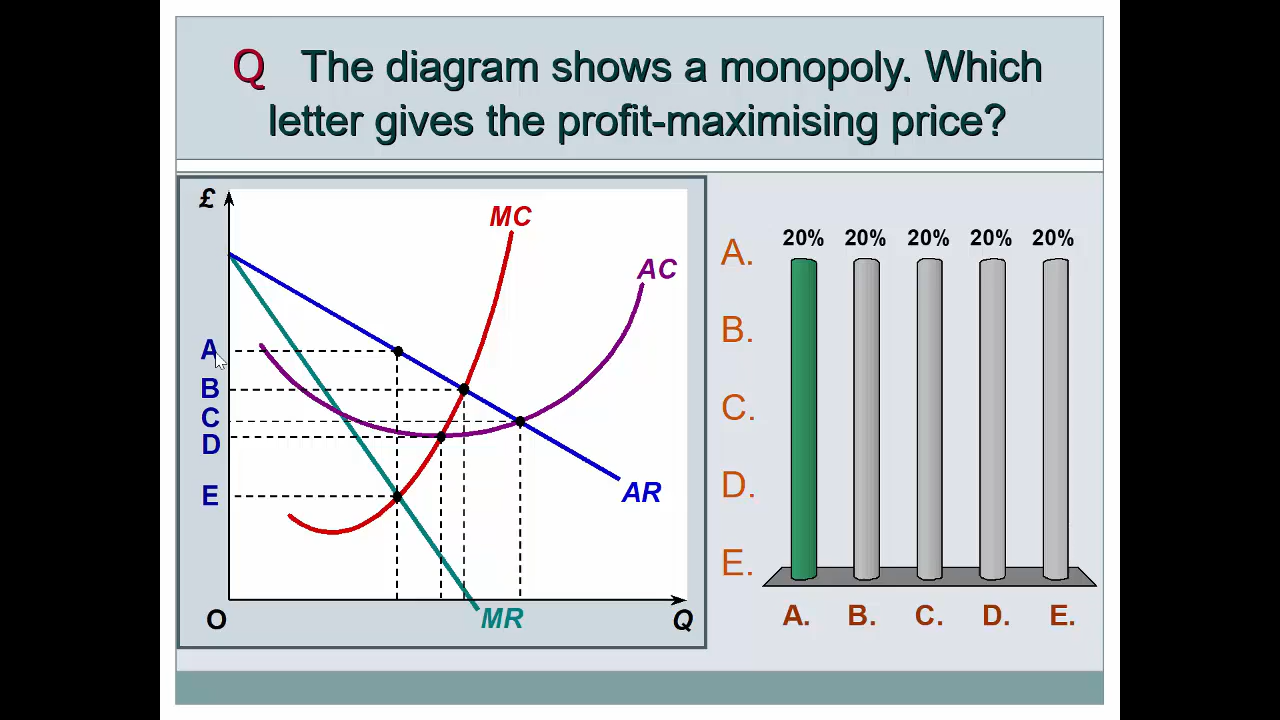 Q The diagram shows a monopoly. Which
letter gives the profit-maximising price?
£
MC
AC
A
B
C
D
E
AR
O
MR
Q
A.
B.
C.
D.
E.
20% 20% 20% 20% 20%
A. B. C. D. E.